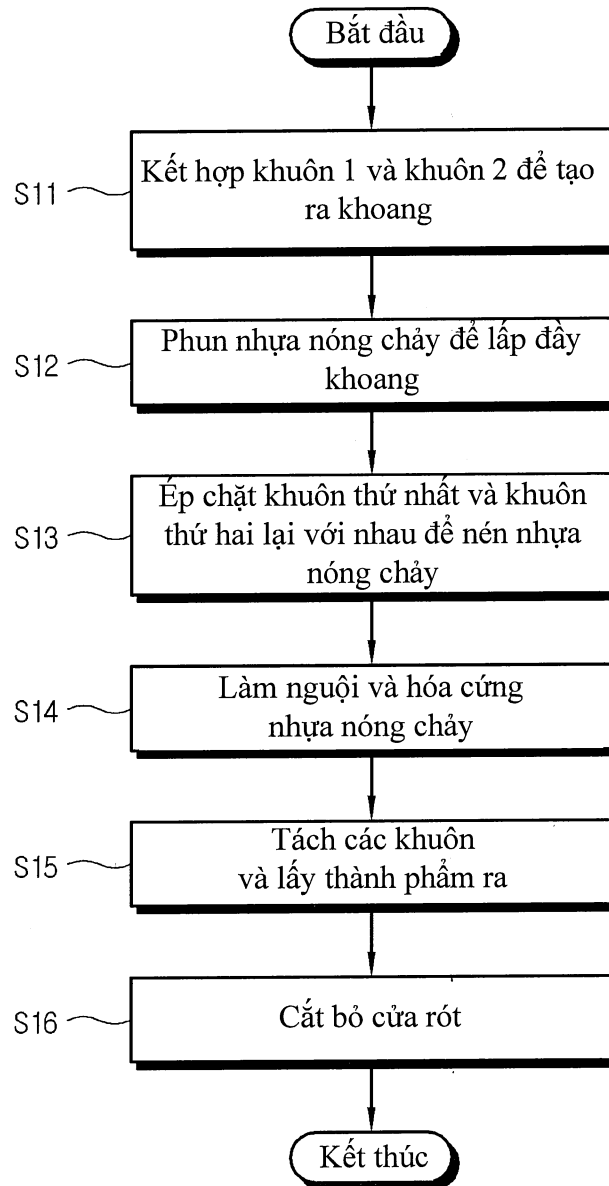 Bắt đầu
S11
Kết hợp khuôn 1 và khuôn 2 để tạo
ra khoang
S12
Phun nhựa nóng chảy để lấp đầy
khoang
S13
Ép chặt khuôn thứ nhất và khuôn
thứ hai lại với nhau để nén nhựa
nóng chảy
S14
Làm nguội và hóa cứng
nhựa nóng chảy
S15
Tách các khuôn
và lấy thành phẩm ra
S16
Cắt bỏ cửa rót
Kết thúc